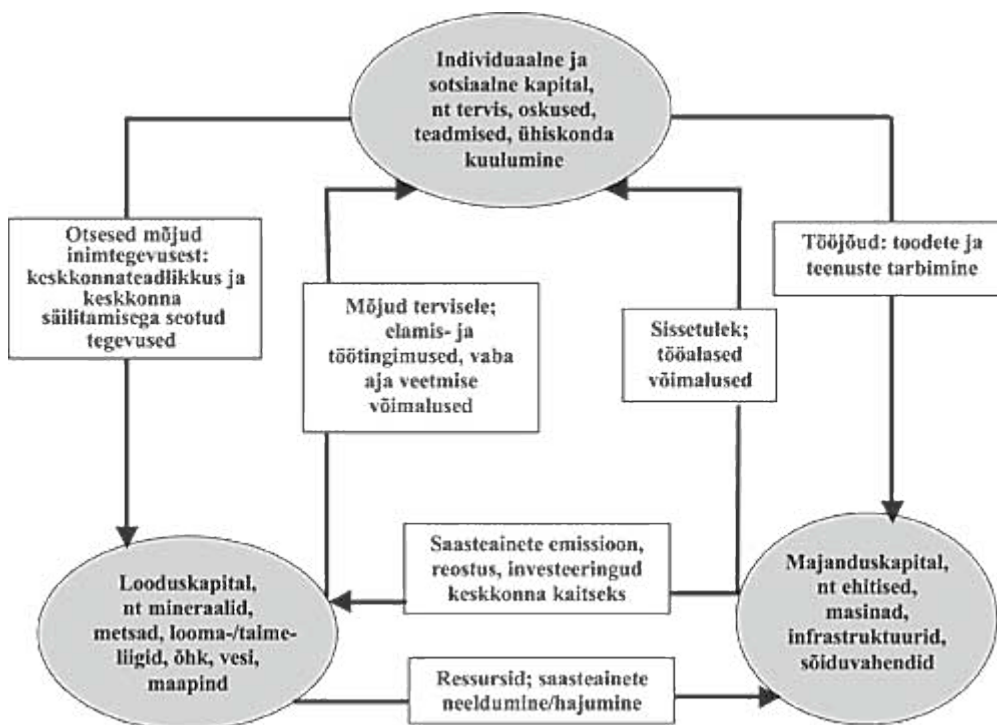 Individuaalne ja
sotsiaalne kapital,
nt tervis, oskused,
teadmised, ühiskonda
kuulumine
Otsesed mõjud
inimtegevusest:
keskkonnateadlikkus ja
keskkonna
säilitamisega seotud
tegevused
Mõjud tervisele;
elamis- ja
töötingimused, vaba
aja veetmise
võimalused
Sissetulek;
tööalased
võimalused
Tööjõud: toodete ja
teenuste tarbimine
Saasteainete emissioon,
reostus, investeeringud
keskkonna kaitseks
Looduskapital,
nt mineraalid,
metsad, looma-/taime-
liigid, õhk, vesi,
maapind
Majanduskapital,
nt ehitised,
masinad,
infrastruktuurid,
sõiduvahendid
Ressursid; saasteainete
neeldumine/hajumine